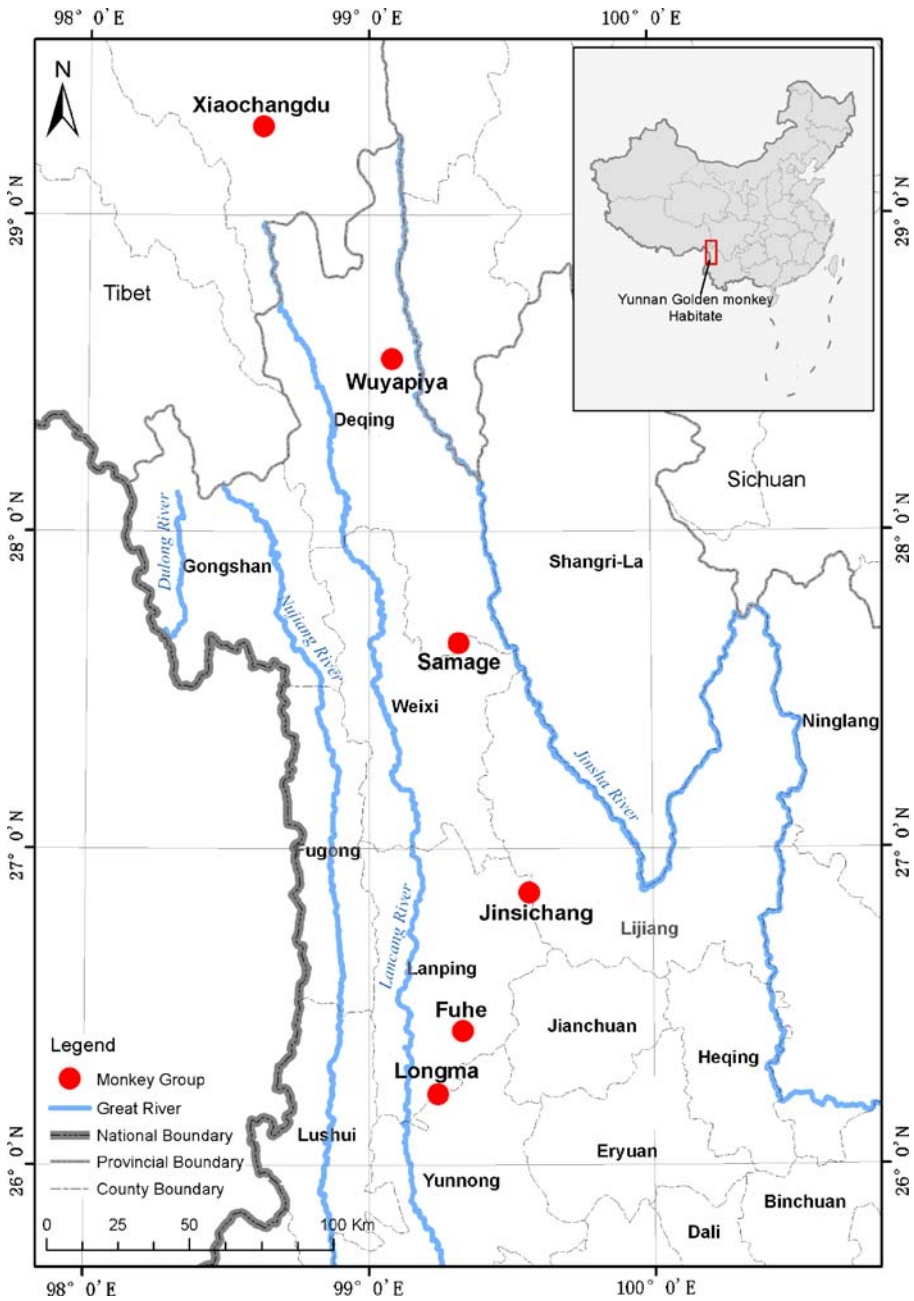 98° 0'E
99° 0'E
100° 0'E
N
Xiaochangdu
29° 0'N
29° 0'N
Tibet
Yunnan Golden monkey
Habitate
Wuyapiya
Deqing
Sichuan
28° 0'N
28° 0'N
Dulong River
Gongshan
Shangri-La
Nujiang River
Samage
Weixi
Ninglang
Jinsha River
27° 0'N
27° 0'N
Fugong
Jinsichang
Lijiang
Lancang River
Lanping
Fuhe
Jianchuan
Heqing
Longma
Legend
Monkey Group
Great River
National Boundary
Provincial Boundary
County Boundary
Lushui
Eryuan
26° 0'N
26° 0'N
Yunnong
Binchuan
Dali
0 25 50 100 Km
98° 0'E
99° 0'E
100° 0'E